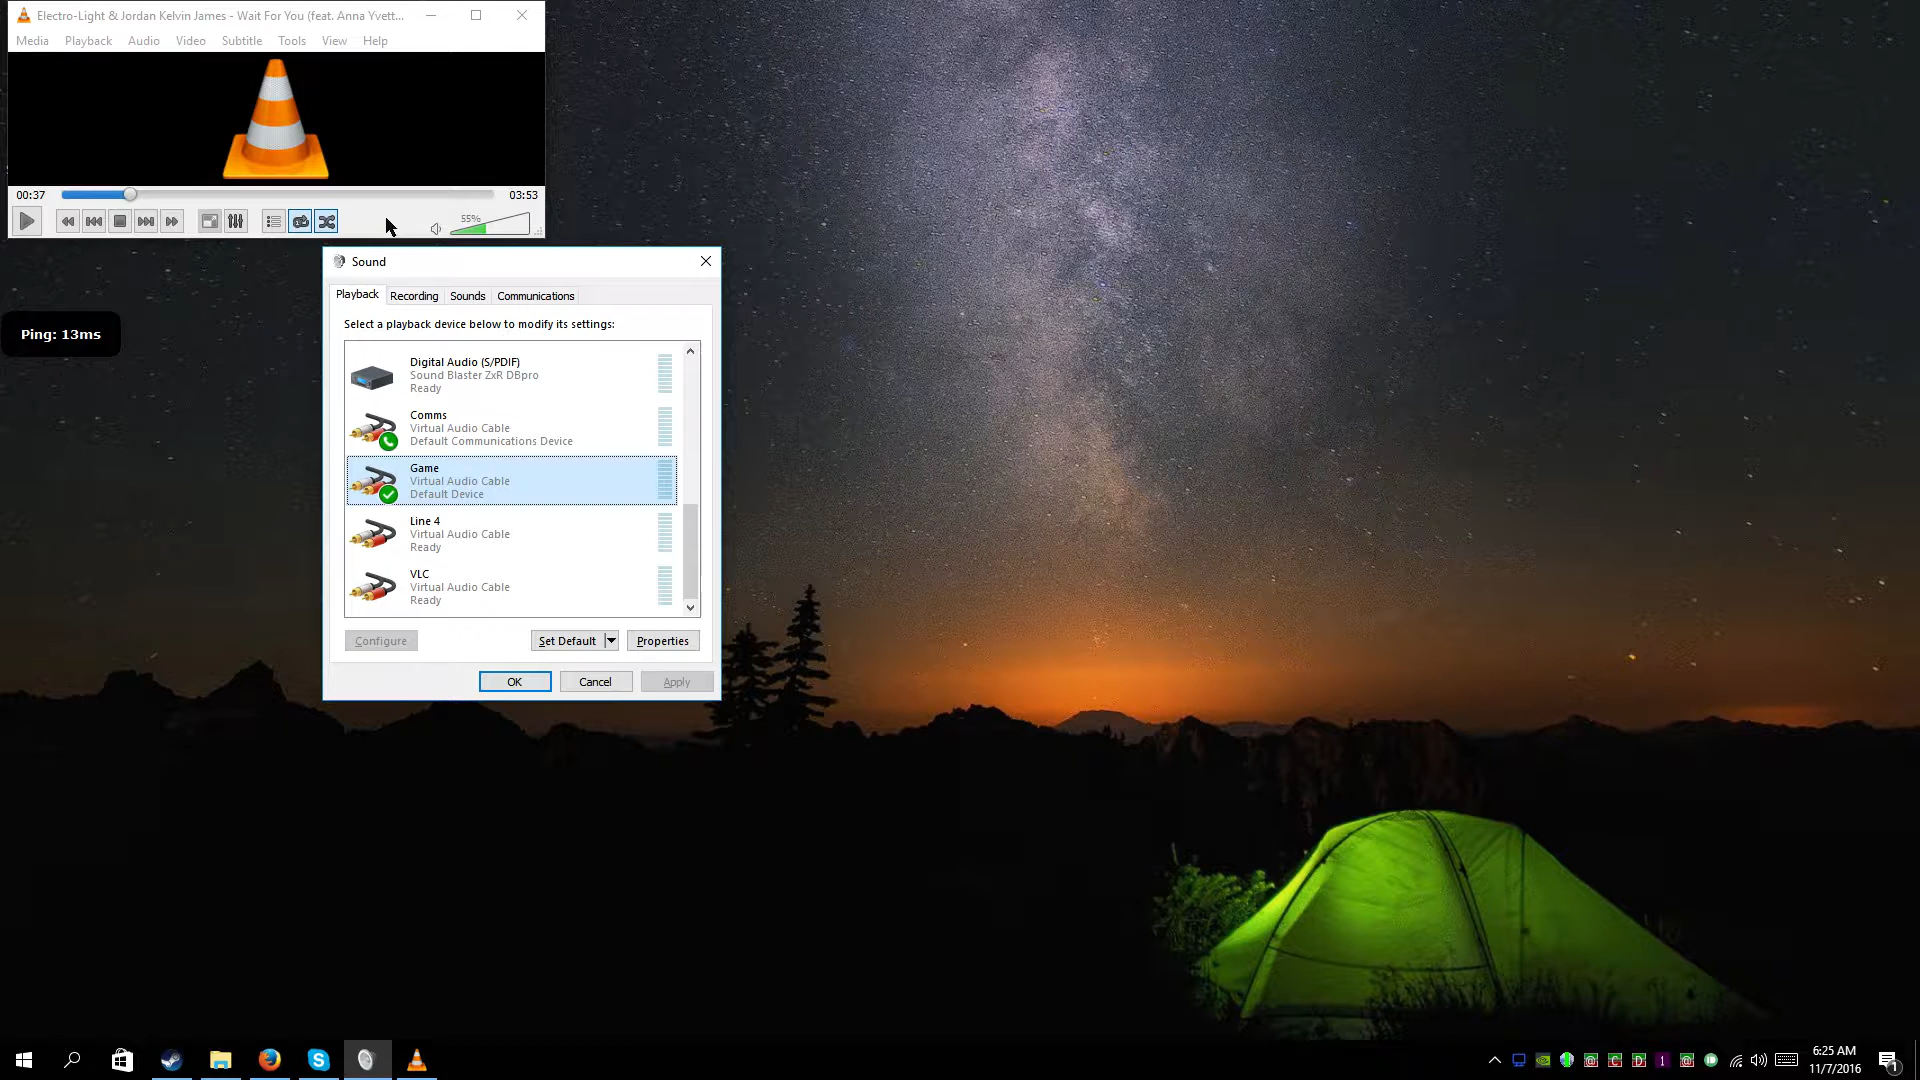 Electro-Light & Jordan Kelvin James - Wait For You (feat. Anna Yvett...
Media Playback Audio Video Subtitle Tools View Help
00:37 03:53
55%
Sound
Playback Recording Sounds Communications
Select a playback device below to modify its settings:
Ping: 13ms
Digital Audio (S/PDIF)
Sound Blaster ZxR DBpro
Ready
Comms
Virtual Audio Cable
Default Communications Device
Game
Virtual Audio Cable
Default Device
Line 4
Virtual Audio Cable
Ready
VLC
Virtual Audio Cable
Ready
Configure Set Default Properties
OK Cancel Apply
6:25 AM
11/7/2016
1